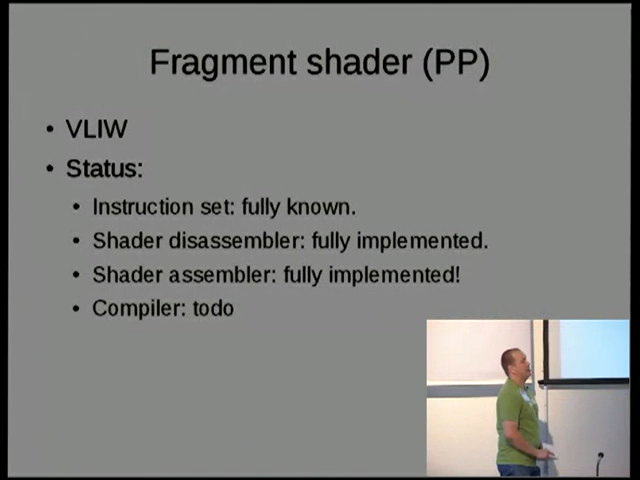 Fragment shader (PP)
• VLIW
• Status:
• Instruction set: fully known.
• Shader disassembler: fully implemented.
• Shader assembler: fully implemented!
• Compiler: todo